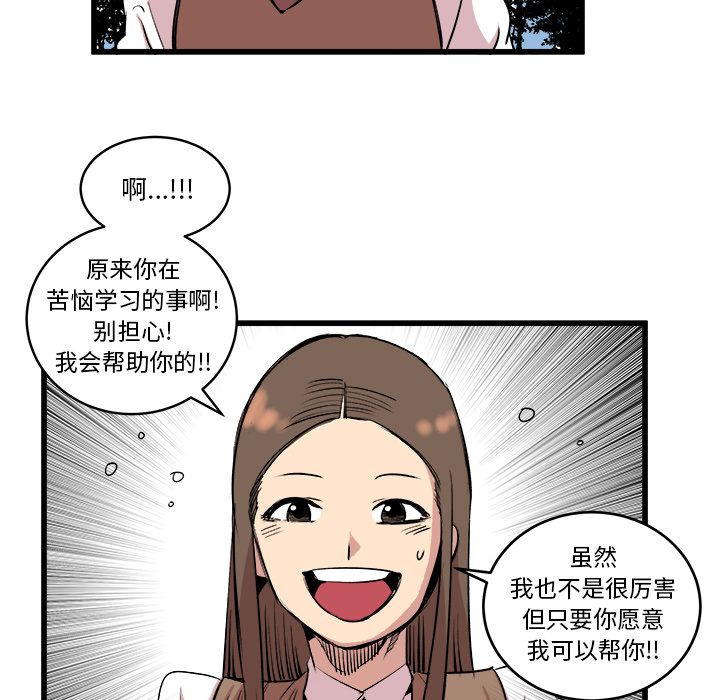 啊...!!!
原来你在
苦恼学习的事啊!
别担心!
我会帮助你的!!
虽然
我也不是很厉害
但只要你愿意
我可以帮你!!